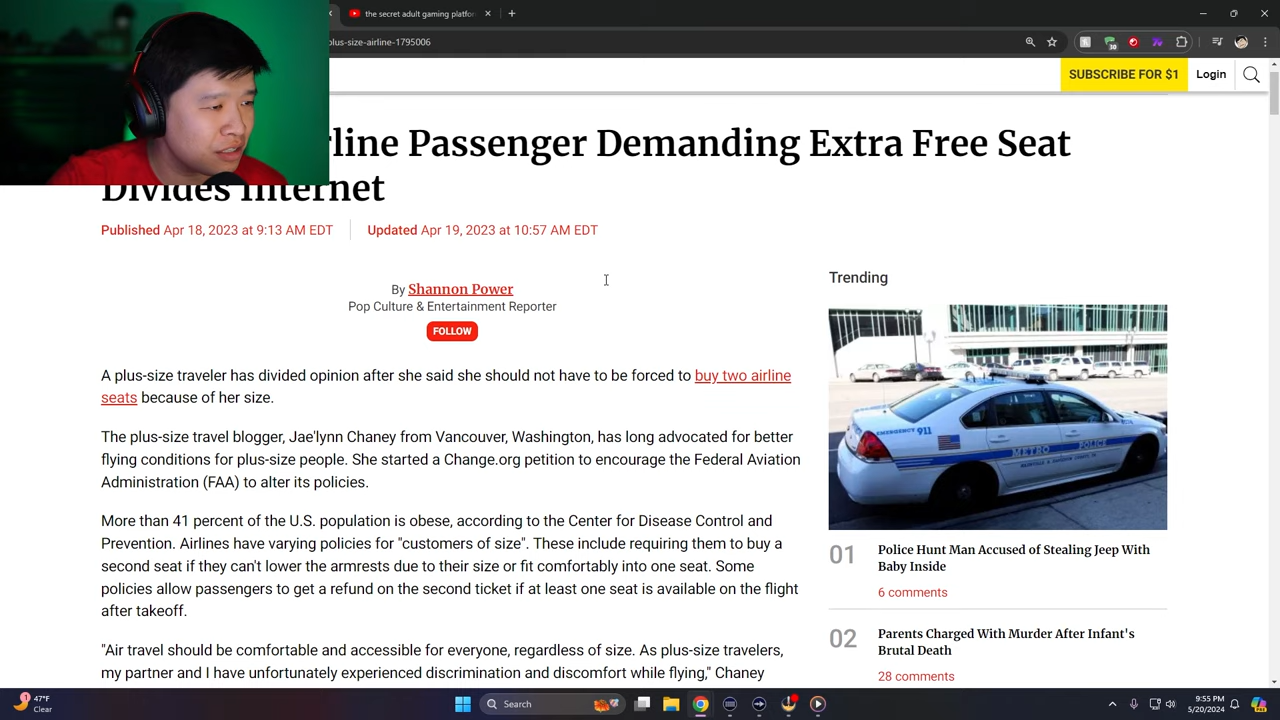 the secret adult gaming platform
plus-size-airline-1795006
30
SUBSCRIBE FOR $1
Login
rline Passenger Demanding Extra Free Seat
Divides Internet
Published Apr 18, 2023 at 9:13 AM EDT
Updated Apr 19, 2023 at 10:57 AM EDT
By Shannon Power
Pop Culture & Entertainment Reporter
FOLLOW
A plus-size traveler has divided opinion after she said she should not have to be forced to buy two airline
seats because of her size.
The plus-size travel blogger, Jae'lynn Chaney from Vancouver, Washington, has long advocated for better
flying conditions for plus-size people. She started a Change.org petition to encourage the Federal Aviation
Administration (FAA) to alter its policies.
More than 41 percent of the U.S. population is obese, according to the Center for Disease Control and
Prevention. Airlines have varying policies for "customers of size". These include requiring them to buy a
second seat if they can't lower the armrests due to their size or fit comfortably into one seat. Some
policies allow passengers to get a refund on the second ticket if at least one seat is available on the flight
after takeoff.
"Air travel should be comfortable and accessible for everyone, regardless of size. As plus-size travelers,
my partner and I have unfortunately experienced discrimination and discomfort while flying," Chaney
Trending
EMERGENCY 911
METRO POLICE
01
Police Hunt Man Accused of Stealing Jeep With
Baby Inside
6 comments
02
Parents Charged With Murder After Infant's
Brutal Death
28 comments
47°F
Clear
Search
9:55 PM
5/20/2024